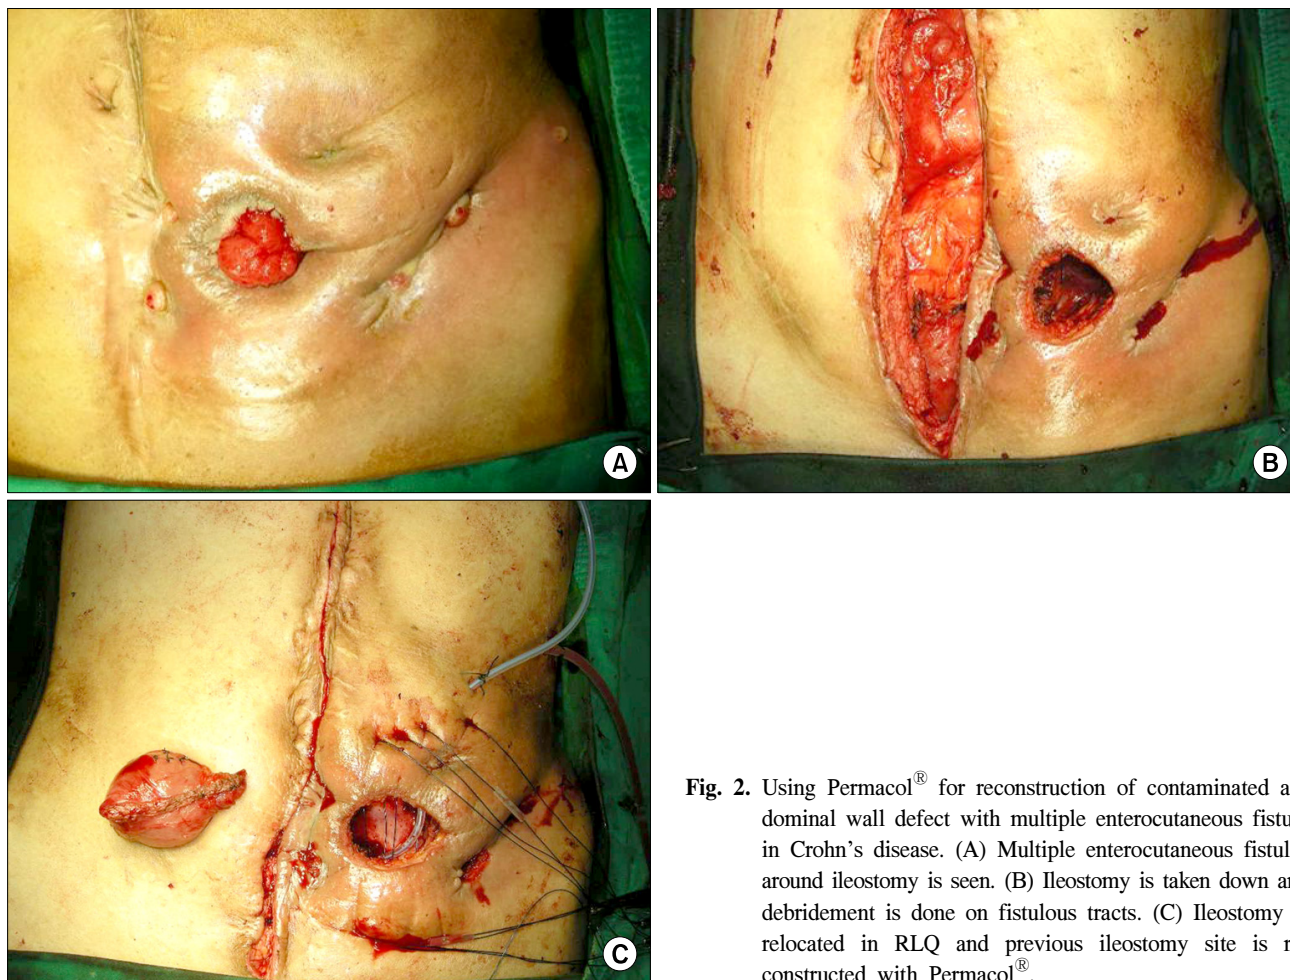 A
B
C
Fig. 2. Using Permacol® for reconstruction of contaminated a
dominal wall defect with multiple enterocutaneous fistu
in Crohn's disease. (A) Multiple enterocutaneous fistul
around ileostomy is seen. (B) Ileostomy is taken down a
debridement is done on fistulous tracts. (C) Ileostomy
relocated in RLQ and previous ileostomy site is r
constructed with Permacol®.